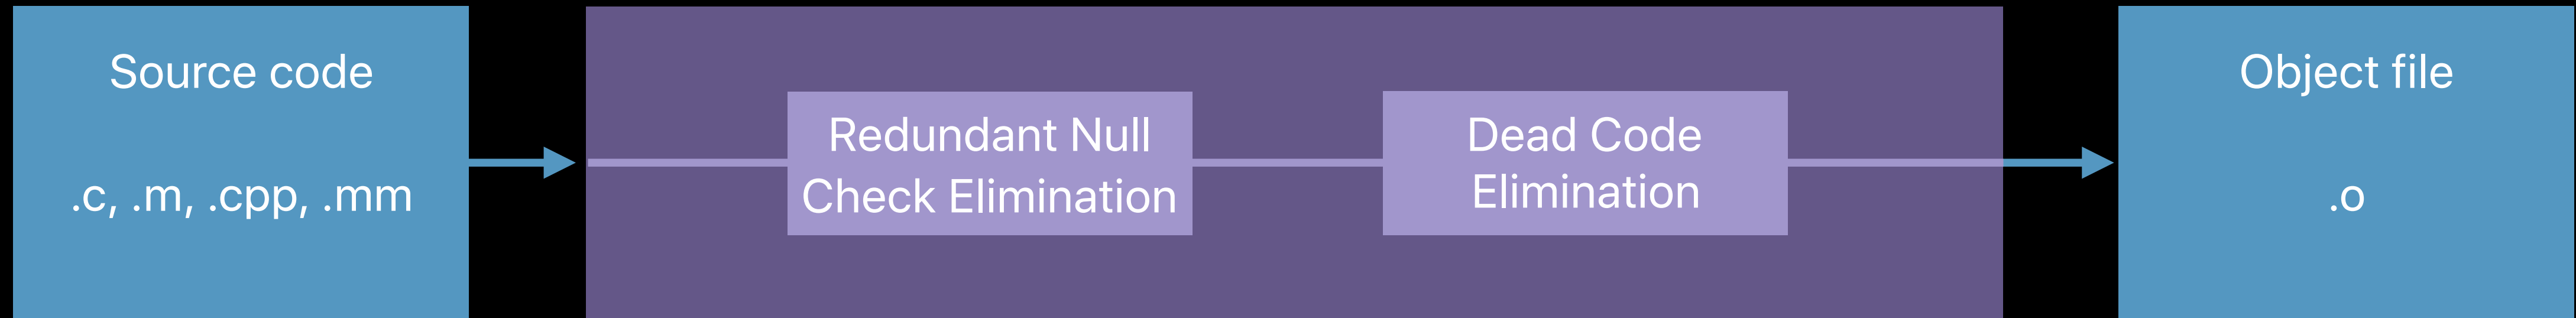 Source code
.c, .m, .cpp, .mm
Redundant Null
Check Elimination
Dead Code
Elimination
Object file
.o